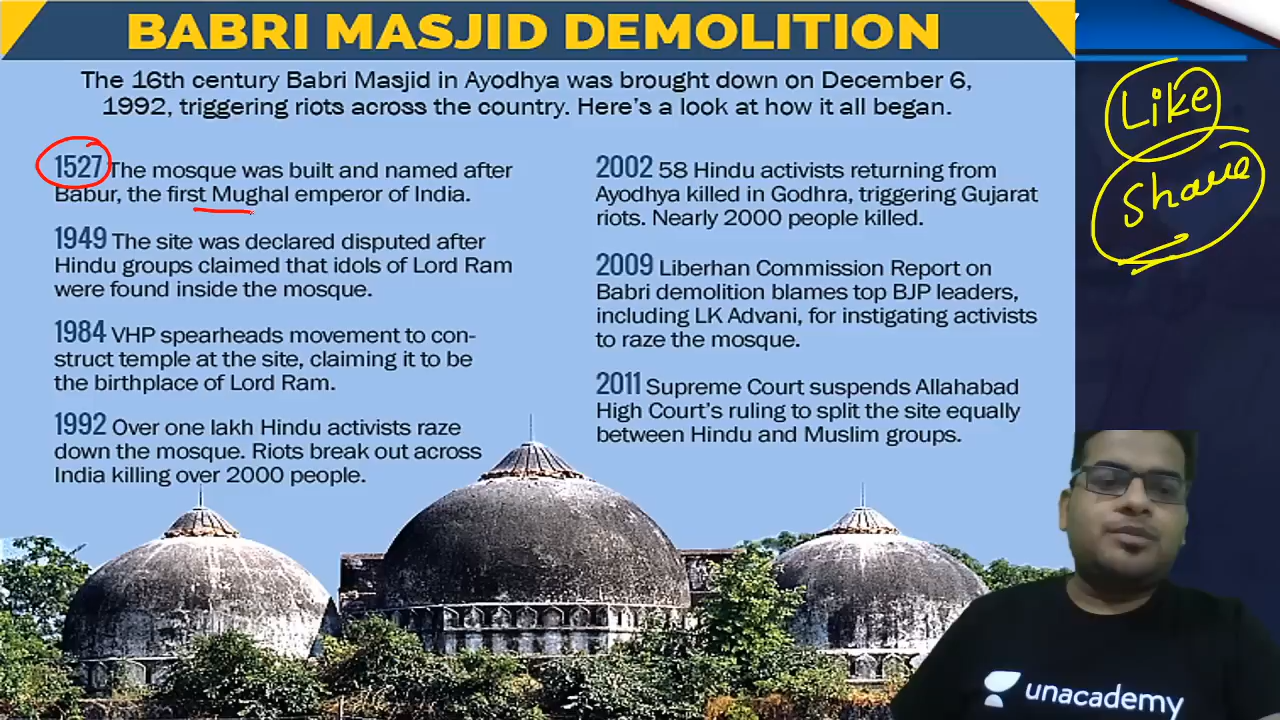 BABRI MASJID DEMOLITION
The 16th century Babri Masjid in Ayodhya was brought down on December 6,
1992, triggering riots across the country. Here's a look at how it all began.
1527 The mosque was built and named after
Babur, the first Mughal emperor of India.
1949 The site was declared disputed after
Hindu groups claimed that idols of Lord Ram
were found inside the mosque.
1984 VHP spearheads movement to con-
struct temple at the site, claiming it to be
the birthplace of Lord Ram.
1992 Over one lakh Hindu activists raze
down the mosque. Riots break out across
India killing over 2000 people.
2002 58 Hindu activists returning from
Ayodhya killed in Godhra, triggering Gujarat
riots. Nearly 2000 people killed.
2009 Liberhan Commission Report on
Babri demolition blames top BJP leaders,
including LK Advani, for instigating activists
to raze the mosque.
2011 Supreme Court suspends Allahabad
High Court's ruling to split the site equally
between Hindu and Muslim groups.
Like
Share
unacademy